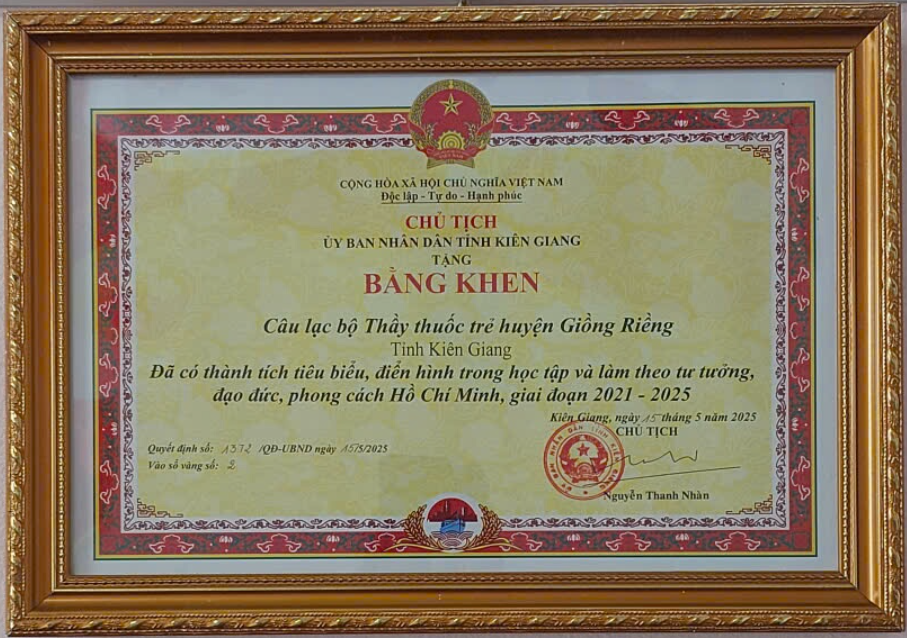 CỘNG HÒA XÃ HỘI CHỦ NGHĨA VIỆT NAM
Độc lập - Tự do - Hạnh phúc
CHỦ TỊCH
ỦY BAN NHÂN DÂN TỈNH KIÊN GIANG
TẶNG
BẰNG KHEN
Câu lạc bộ Thầy thuốc trẻ huyện Giồng Riềng
Tỉnh Kiên Giang
Đã có thành tích tiêu biểu, điển hình trong học tập và làm theo tư tưởng,
đạo đức, phong cách Hồ Chí Minh, giai đoạn 2021 - 2025
Kiên Giang, ngày 15 tháng 5 năm 2025
CHỦ TỊCH
Quyết định số: 1372 /QĐ-UBND ngày 15/5/2025
Vào sổ vàng số: 2
Nguyễn Thanh Nhàn